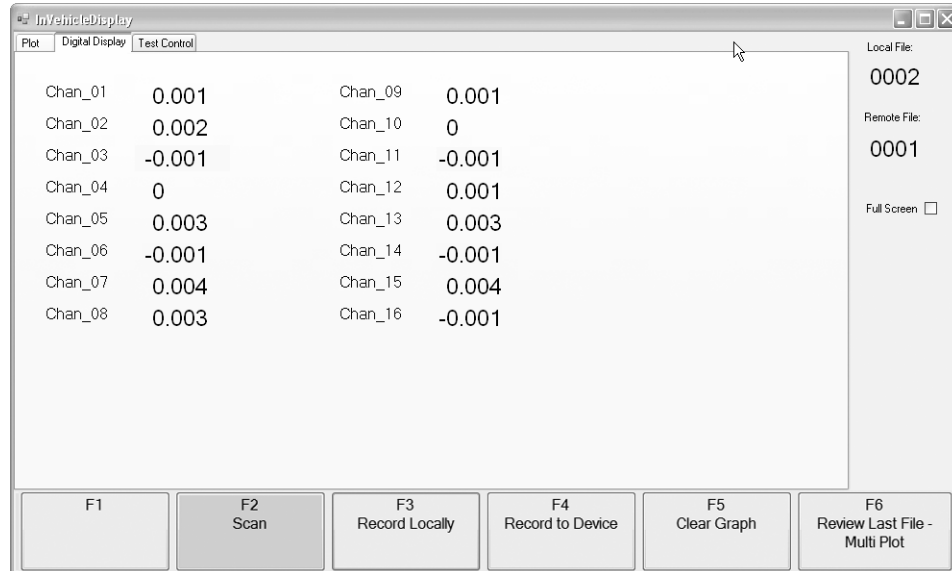 InVehicleDisplay
Plot Digital Display Test Control
Local File:
0002
Remote File:
0001
Full Screen
Chan_01 0.001 Chan_09 0.001
Chan_02 0.002 Chan_10 0
Chan_03 -0.001 Chan_11 -0.001
Chan_04 0 Chan_12 0.001
Chan_05 0.003 Chan_13 0.003
Chan_06 -0.001 Chan_14 -0.001
Chan_07 0.004 Chan_15 0.004
Chan_08 0.003 Chan_16 -0.001
F1 F2 F3 F4 F5 F6
Scan Record Locally Record to Device Clear Graph Review Last File -
Multi Plot